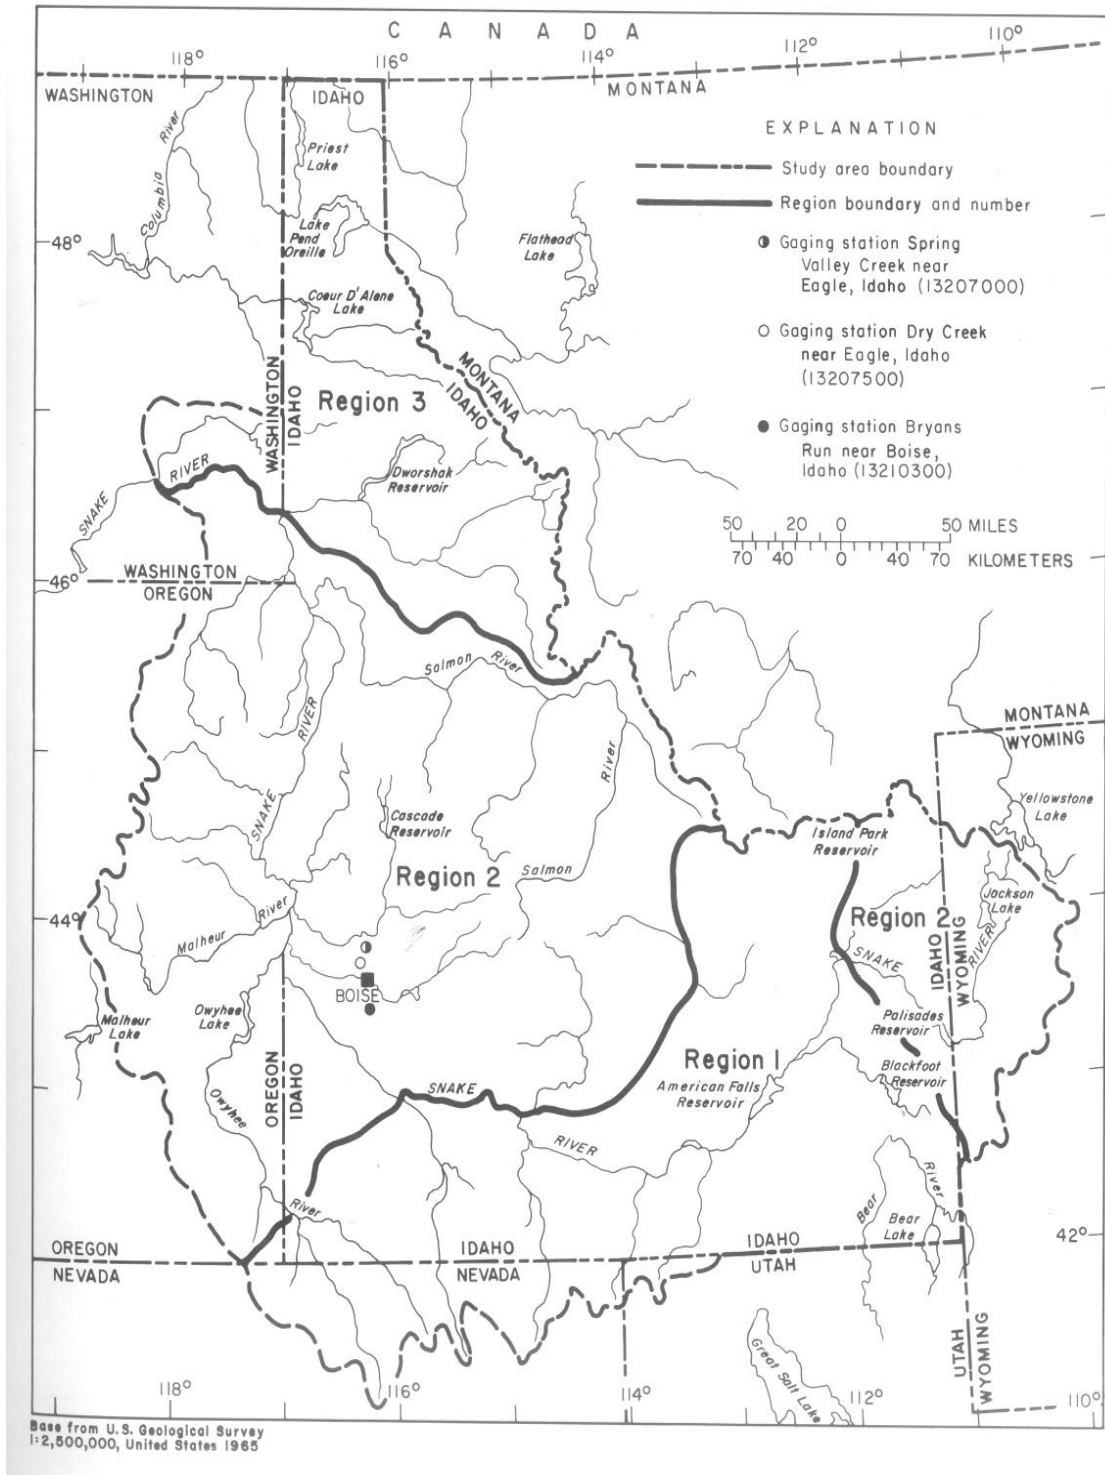 C A N A D A
118°
116°
114°
112°
110°
WASHINGTON
IDAHO
MONTANA
EXPLANATION
Study area boundary
Region boundary and number
Gaging station Spring
Valley Creek near
Eagle, Idaho (13207000)
Gaging station Dry Creek
near Eagle, Idaho
(13207500)
Gaging station Bryans
Run near Boise,
Idaho (13210300)
50 20 0 50 MILES
70 40 0 40 70 KILOMETERS
Columbia River
Priest
Lake
48°
Lake
Pend
Oreille
Flathead
Lake
Coeur D'Alene
Lake
WASHINGTON
IDAHO
MONTANA
IDAHO
Region 3
SNAKE RIVER
Dworshak
Reservoir
46°
WASHINGTON
OREGON
Salmon River
SNAKE RIVER
River
MONTANA
WYOMING
Yellowstone
Lake
Cascade
Reservoir
Island Park
Reservoir
Region 2
Salmon
44°
Malheur River
Region 2
Jackson
Lake
SNAKE RIVER
IDAHO
WYOMING
BOISE
Malheur
Lake
Owyhee
Lake
Palisades
Reservoir
Blackfoot
Reservoir
Region 1
American Falls
Reservoir
OREGON
IDAHO
SNAKE
RIVER
Owyhee
River
Bear
River
Bear
Lake
42°
OREGON
NEVADA
IDAHO
NEVADA
IDAHO
UTAH
UTAH
WYOMING
Great Salt Lake
118°
116°
114°
112°
110°
Base from U.S. Geological Survey
1:2,500,000, United States 1965